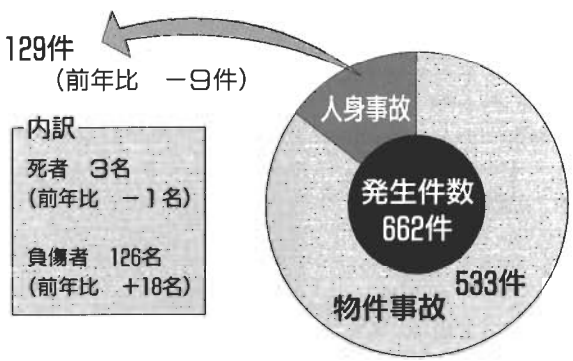 129件
(前年比 −9件)
内訳
死者 3名
(前年比 −1名)
負傷者 126名
(前年比 +18名)
人身事故
発生件数
662件
533件
物件事故